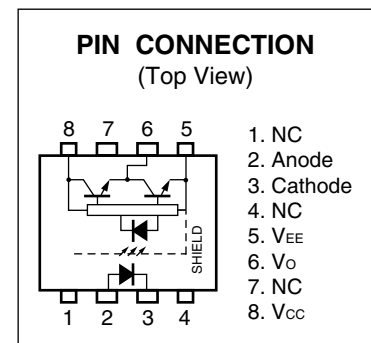 PIN CONNECTION
(Top View)
8 7 6 5
SHIELD
1 2 3 4
1. NC
2. Anode
3. Cathode
4. NC
5. VEE
6. VO
7. NC
8. VCC